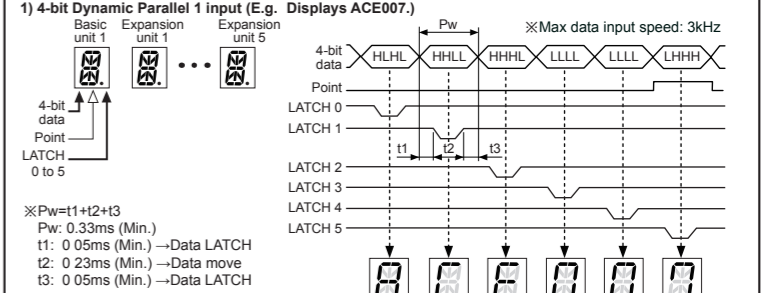 1) 4-bit Dynamic Parallel 1 input (E.g. Displays ACE007.)
Basic unit 1
Expansion unit 1
Expansion unit 5
4-bit data
Point
LATCH 0 to 5
※Pw=t1+t2+t3
Pw: 0.33ms (Min.)
t1: 0 05ms (Min.) →Data LATCH
t2: 0 23ms (Min.) →Data move
t3: 0 05ms (Min.) →Data LATCH
Pw
※Max data input speed: 3kHz
4-bit data
HLHL HHLL HHHL LLLL LLLL LHHH
Point
LATCH 0
LATCH 1
t1 t2 t3
LATCH 2
LATCH 3
LATCH 4
LATCH 5